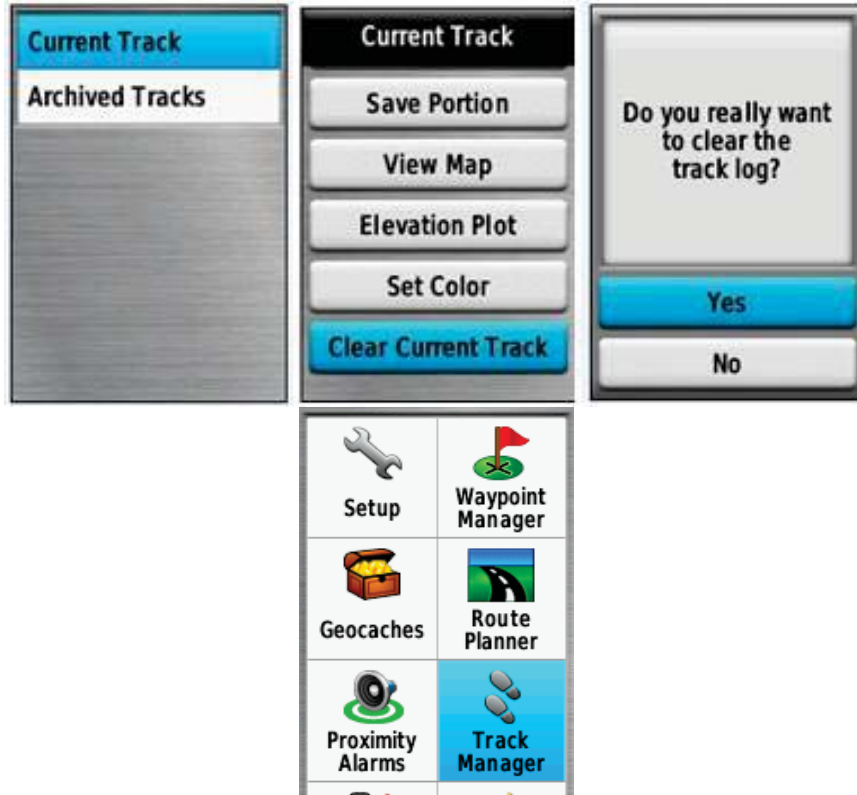 Current Track
Archived Tracks
Current Track
Save Portion
View Map
Elevation Plot
Set Color
Clear Current Track
Do you really want
to clear the
track log?
Yes
No
Setup
Waypoint
Manager
Geocaches
Route
Planner
Proximity
Alarms
Track
Manager